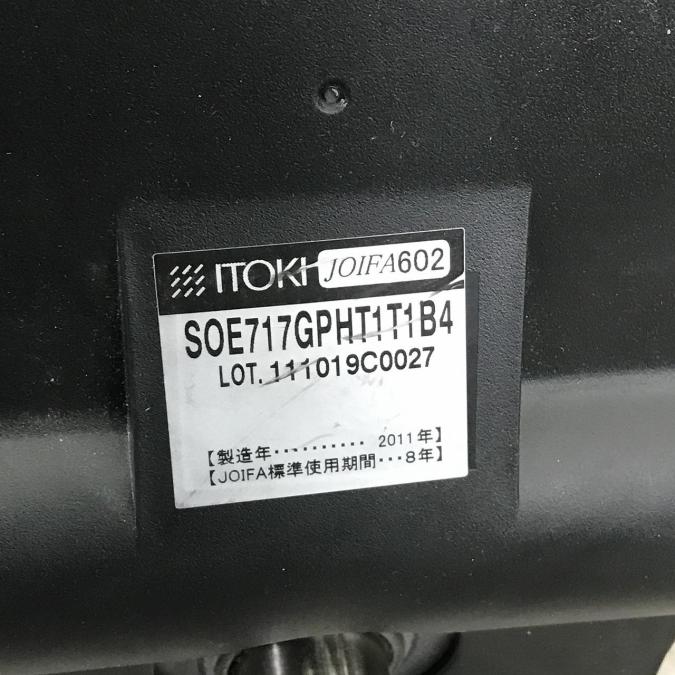 ITOKI JOIFA602
SOE717GPHT1T1B4
LOT. 111019C0027
【製造年・・・・・・・・・・ 2011年】
【JOIFA標準使用期間・・・8年】